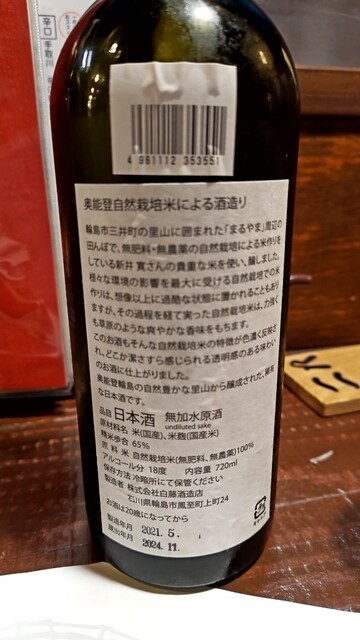 辛口
手取川
4 961112 353551
奥能登自然栽培米による酒造り
輪島市三井町の里山に囲まれた「まるやま」周辺の
田んぼで、無肥料・無農薬の自然栽培による米作りを
している新井 寛さんの貴重な米を使い、醸しました。
様々な環境の影響を最大に受ける自然栽培での米
作りは、想像以上に過酷な状態に置かれることもあり
ますが、その過程を経て実った自然栽培米は、力強く
も草原のような爽やかな香味をもちます。
このお酒もそんな自然栽培米の特徴が色濃く反映さ
れ、どこか潔さすら感じられる透明感のある味わい
のお酒に仕上がりました。
奥能登輪島の自然豊かな里山から醸成された、稀有
な日本酒です。
品目 日本酒 無加水原酒
undiluted sake
原材料名 米(国産)、米麹(国産米)
精米歩合 65%
原料米 自然栽培米(無肥料、無農薬)100%
アルコール分 18度 内容量 720ml
保存方法 冷暗所にて保管ください
製造者 株式会社白藤酒造店
石川県輪島市鳳至町上町24
お酒は20歳になってから
製造年月 2021. 5.
蔵出年月 2024. 11.